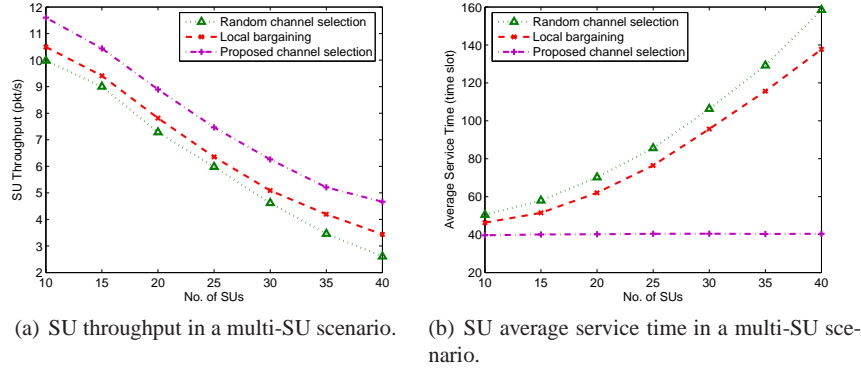 12
11
10
9
8
7
6
5
4
3
2
SU Throughput (pkt/s)
Random channel selection
Local bargaining
Proposed channel selection
10 15 20 25 30 35 40
No. of SUs
(a) SU throughput in a multi-SU scenario.
160
140
120
100
80
60
40
20
0
Average Service Time (time slot)
Random channel selection
Local bargaining
Proposed channel selection
10 15 20 25 30 35 40
No. of SUs
(b) SU average service time in a multi-SU sce-
nario.